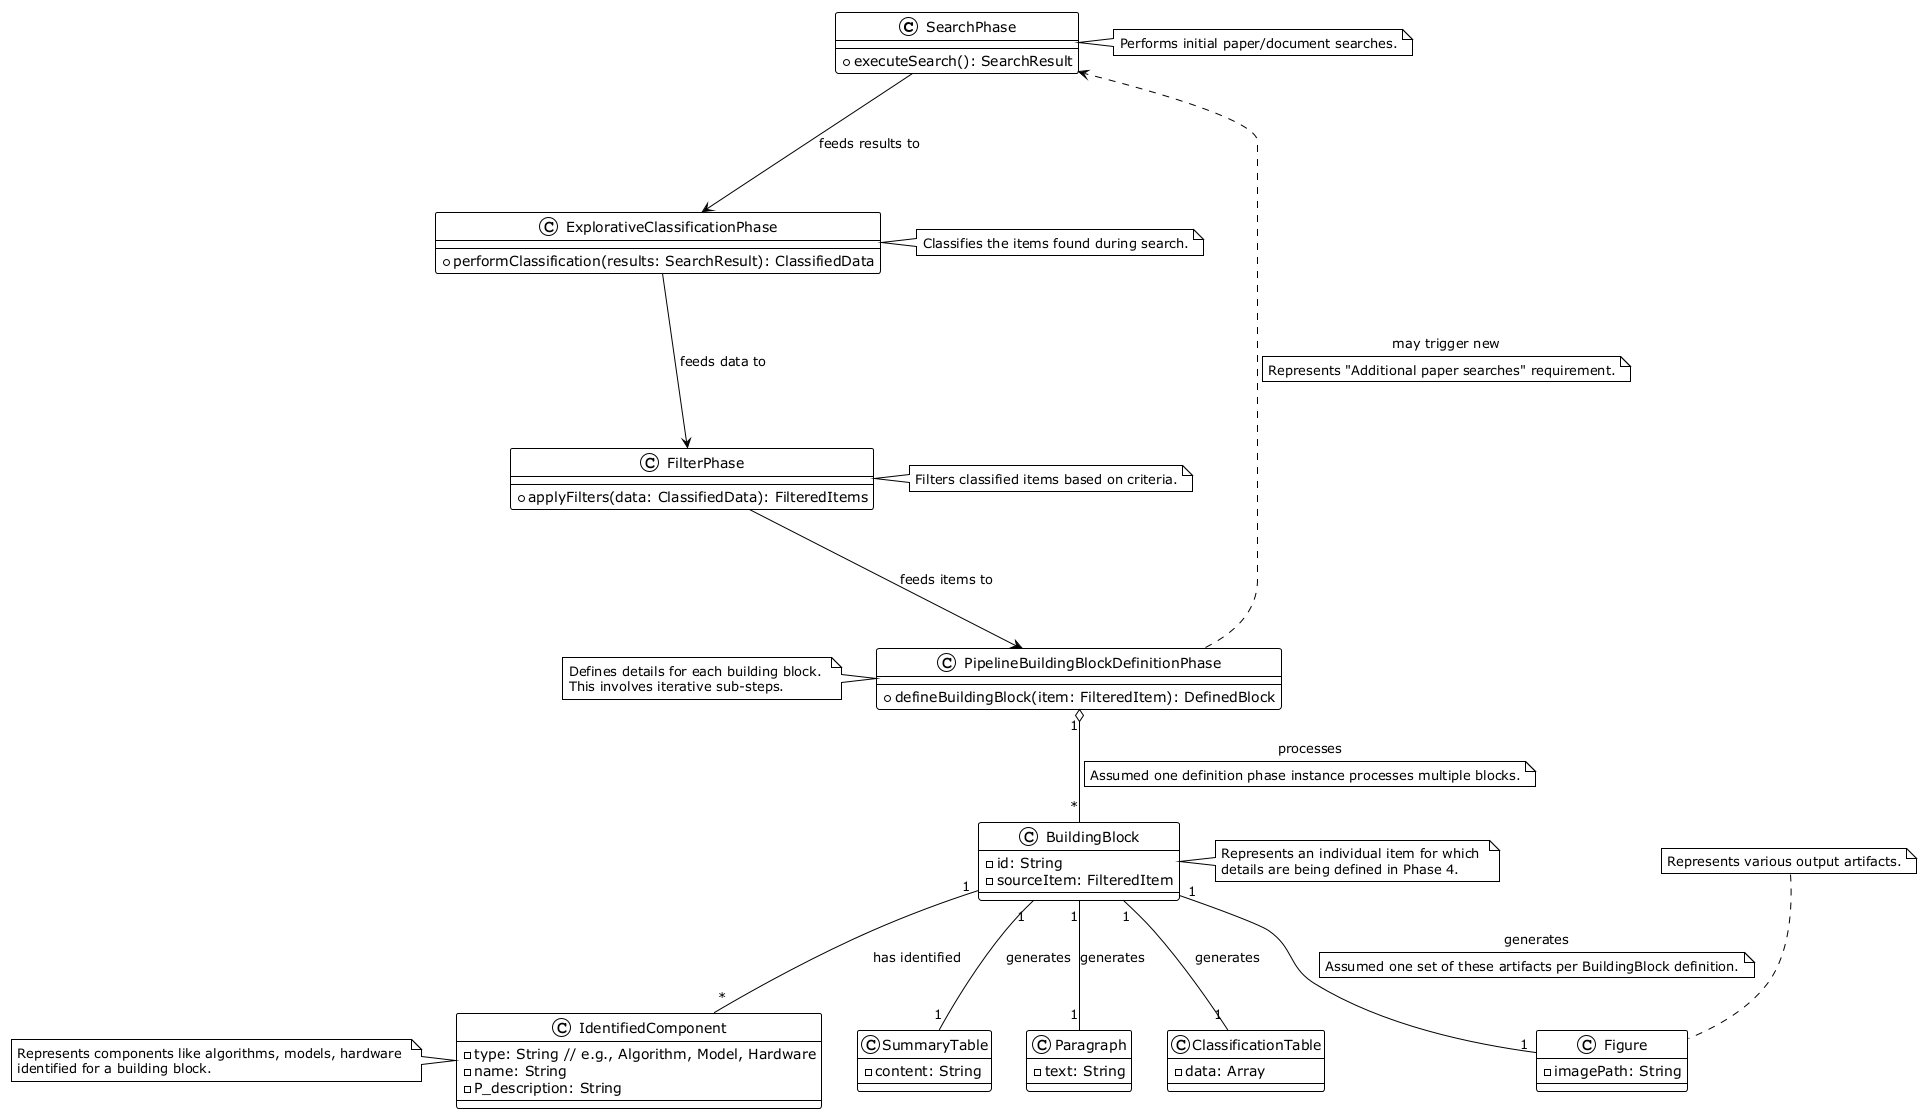 C SearchPhase
executeSearch(): SearchResult
Performs initial paper/document searches.
feeds results to
C ExplorativeClassificationPhase
performClassification(results: SearchResult): ClassifiedData
Classifies the items found during search.
may trigger new
Represents "Additional paper searches" requirement.
feeds data to
C FilterPhase
applyFilters(data: ClassifiedData): FilteredItems
Filters classified items based on criteria.
feeds items to
Defines details for each building block.
This involves iterative sub-steps.
C PipelineBuildingBlockDefinitionPhase
defineBuildingBlock(item: FilteredItem): DefinedBlock
1
processes
Assumed one definition phase instance processes multiple blocks.
*
C BuildingBlock
id: String
sourceItem: FilteredItem
Represents an individual item for which
details are being defined in Phase 4.
Represents various output artifacts.
1
1
1
1
1
has identified
generates
generates
generates
generates
Assumed one set of these artifacts per BuildingBlock definition.
*
1
1
1
1
Represents components like algorithms, models, hardware
identified for a building block.
C IdentifiedComponent
type: String // e.g., Algorithm, Model, Hardware
name: String
P_description: String
C SummaryTable
content: String
C Paragraph
text: String
C ClassificationTable
data: Array
C Figure
imagePath: String